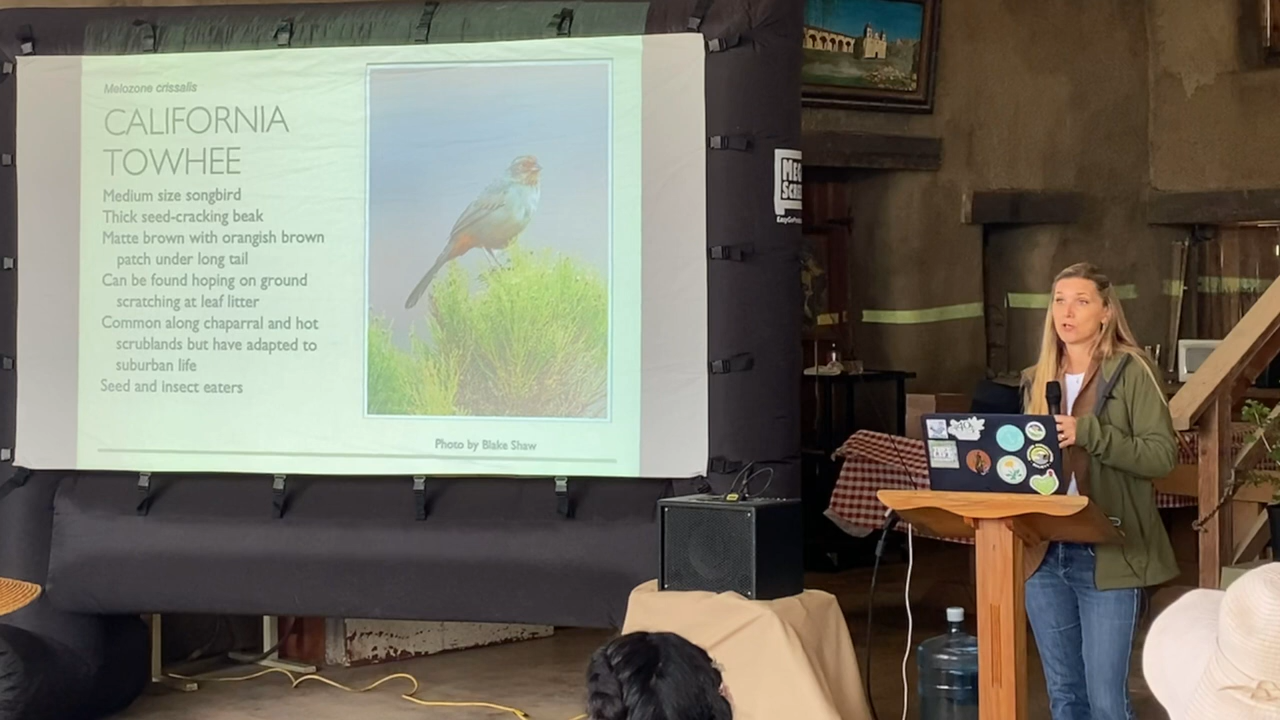 Melozone crissalis
CALIFORNIA
TOWHEE
Medium size songbird
Thick seed-cracking beak
Matte brown with orangish brown
patch under long tail
Can be found hoping on ground
scratching at leaf litter
Common along chaparral and hot
scrublands but have adapted to
suburban life
Seed and insect eaters
Photo by Blake Shaw